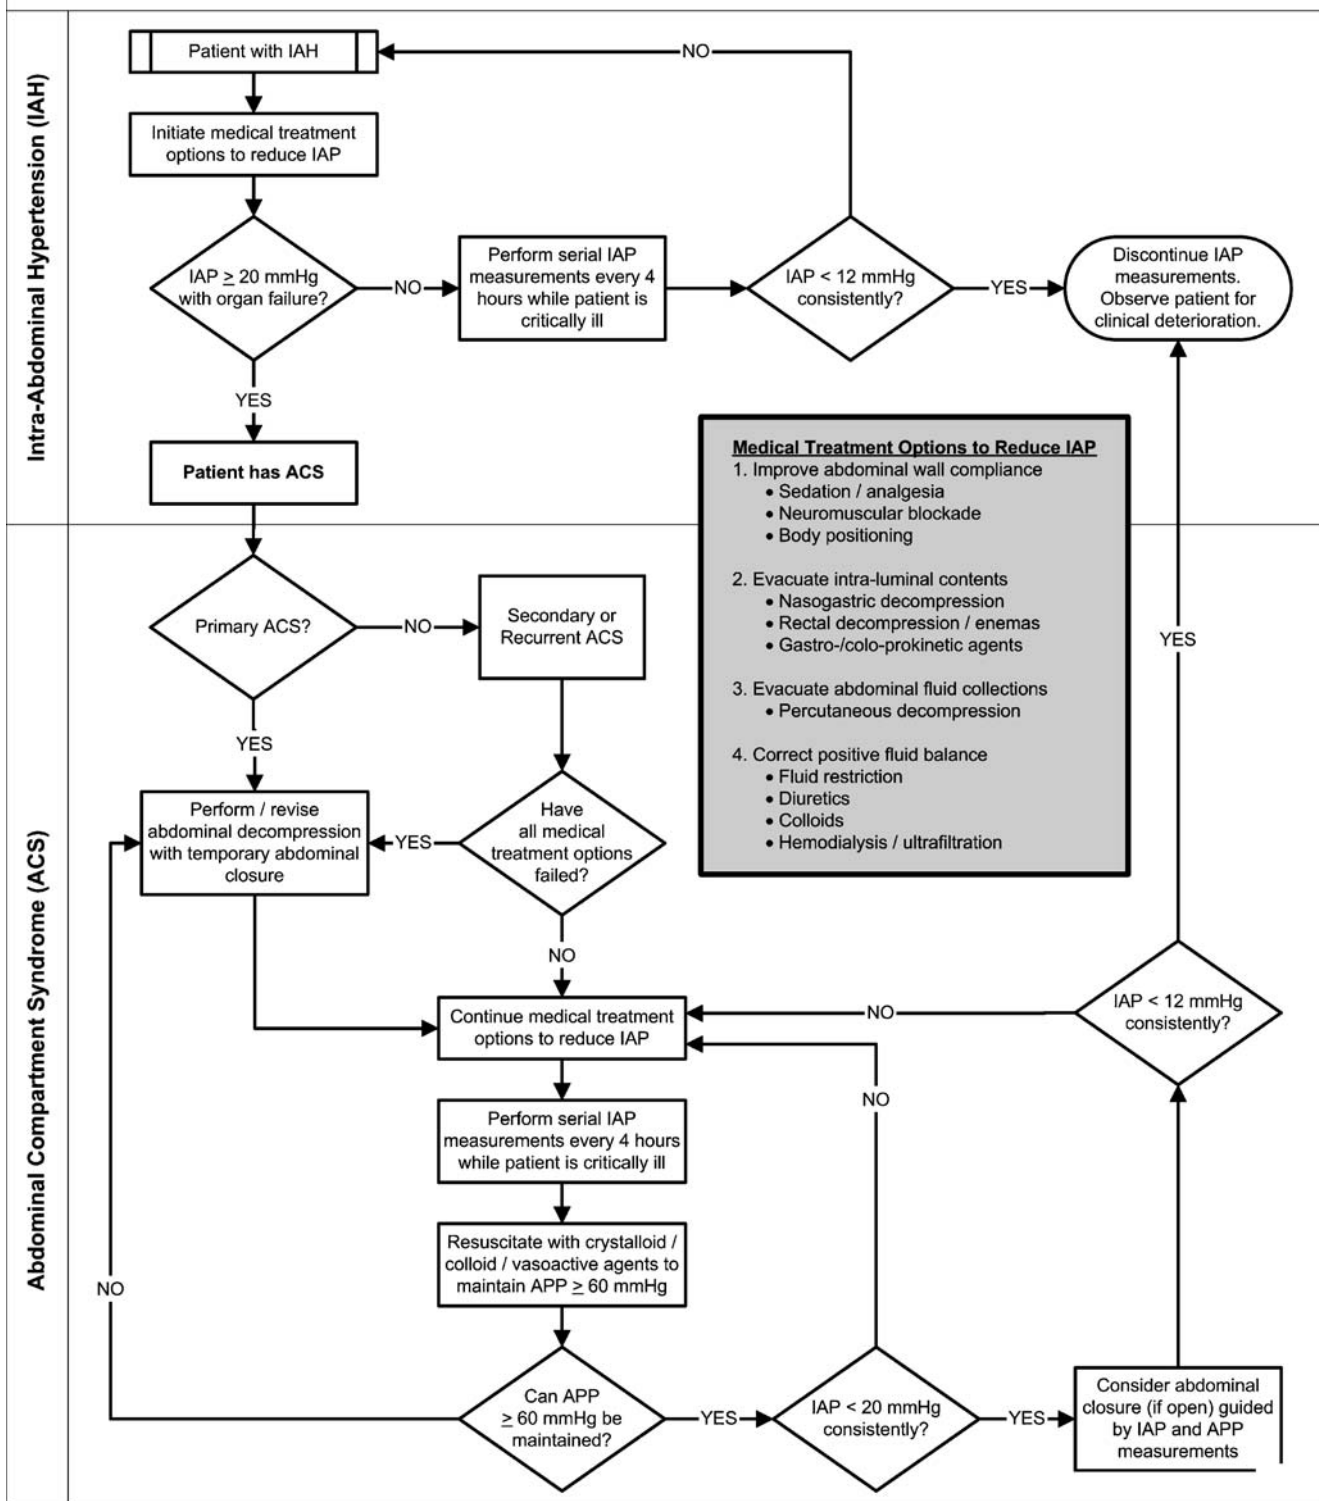 Intra-Abdominal Hypertension (IAH)
Patient with IAH
NO
Initiate medical treatment
options to reduce IAP
IAP ≥ 20 mmHg
with organ failure?
NO
Perform serial IAP
measurements every 4
hours while patient is
critically ill
IAP < 12 mmHg
consistently?
YES
Discontinue IAP
measurements.
Observe patient for
clinical deterioration.
YES
Patient has ACS
Medical Treatment Options to Reduce IAP
1. Improve abdominal wall compliance
• Sedation / analgesia
• Neuromuscular blockade
• Body positioning
2. Evacuate intra-luminal contents
• Nasogastric decompression
• Rectal decompression / enemas
• Gastro-/colo-prokinetic agents
3. Evacuate abdominal fluid collections
• Percutaneous decompression
4. Correct positive fluid balance
• Fluid restriction
• Diuretics
• Colloids
• Hemodialysis / ultrafiltration
YES
Abdominal Compartment Syndrome (ACS)
Primary ACS?
NO
Secondary or
Recurrent ACS
YES
Perform / revise
abdominal decompression
with temporary abdominal
closure
YES
Have
all medical
treatment options
failed?
NO
Continue medical treatment
options to reduce IAP
NO
IAP < 12 mmHg
consistently?
NO
Perform serial IAP
measurements every 4 hours
while patient is critically ill
Resuscitate with crystalloid /
colloid / vasoactive agents to
maintain APP ≥ 60 mmHg
NO
Can APP
≥ 60 mmHg be
maintained?
YES
IAP < 20 mmHg
consistently?
YES
Consider abdominal
closure (if open) guided
by IAP and APP
measurements